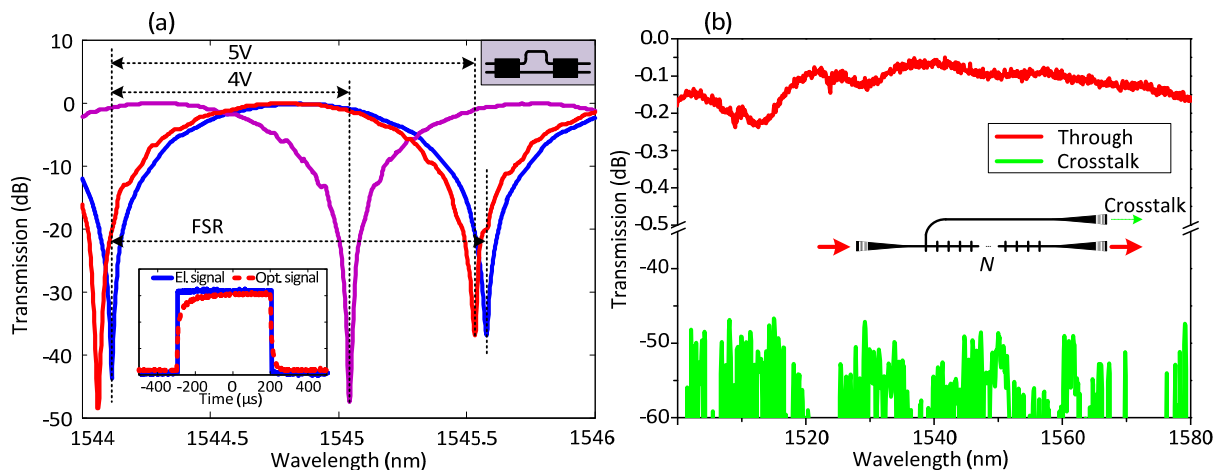 (a)
10
0
-10
-20
-30
-40
-50
Transmission (dB)
5V
4V
FSR
El. signal
Opt. signal
-400 -200 0 200 400
Time (µs)
1544 1544.5 1545 1545.5 1546
Wavelength (nm)
(b)
0.0
-0.1
-0.2
-0.3
-0.4
-0.5
-40
-50
-60
Transmission (dB)
Through
Crosstalk
Crosstalk
N
...
1520 1540 1560 1580
Wavelength (nm)